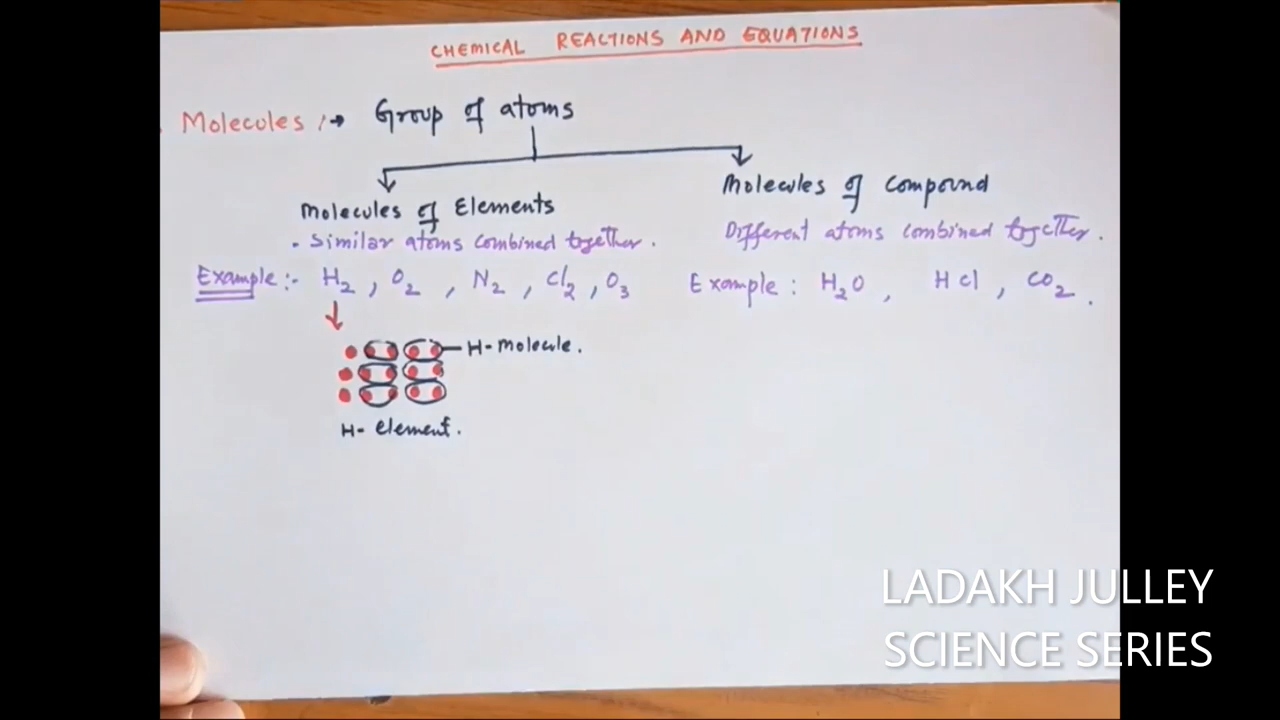 CHEMICAL REACTIONS AND EQUATIONS
Molecules :→ Group of atoms
Molecules of Elements
Molecules of Compound
. Similar atoms combined together.
Different atoms combined together.
Example:- H₂, O₂, N₂, Cl₂, O₃
Example: H₂O, HCl, CO₂.
H-molecule.
H- element.
LADAKH JULLEY
SCIENCE SERIES